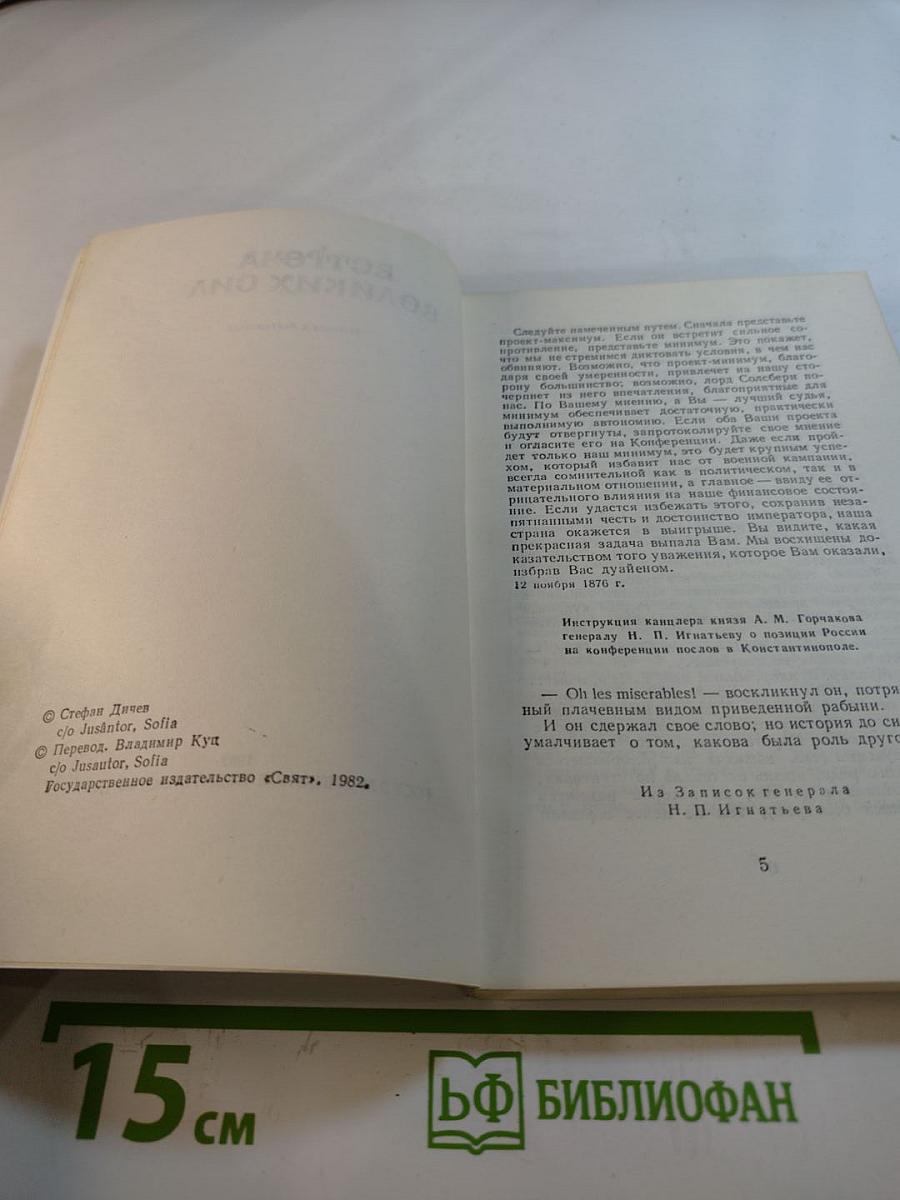 © Стефан Дичев
c/o Jusântor, Sofia
© Перевод. Владимир Куц
c/o Jusautor, Sofia
Государственное издательство «Свят», 1982.
Следуйте намеченным путем. Сначала представьте
проект-максимум. Если он встретит сильное со-
противление, представьте минимум. Это покажет,
что мы не стремимся диктовать условия, в чем нас
обвиняют. Возможно, что проект-минимум, благо-
даря своей умеренности, привлечет на нашу сто-
рону большинство; возможно, лорд Солсбери по-
черпнет из него впечатления, благоприятные для
нас. По Вашему мнению, а Вы — лучший судья,
минимум обеспечивает достаточную, практически
выполнимую автономию. Если оба Ваши проекта
будут отвергнуты, запротоколируйте свое мнение
и огласите его на Конференции. Даже если прой-
дет только наш минимум, это будет крупным успе-
хом, который избавит нас от военной кампании,
всегда сомнительной как в политическом, так и в
материальном отношении, а главное — ввиду ее от-
рицательного влияния на наше финансовое состоя-
ние. Если удастся избежать этого, сохранив неза-
пятнанными честь и достоинство императора, наша
страна окажется в выигрыше. Вы видите, какая
прекрасная задача выпала Вам. Мы восхищены до-
казательством того уважения, которое Вам оказали,
избрав Вас дуайеном.
12 ноября 1876 г.
Инструкция канцлера князя А. М. Горчакова
генералу Н. П. Игнатьеву о позиции России
на конференции послов в Константинополе.
— Oh les miserables! — воскликнул он, потря
ный плачевным видом приведенной рабыни.
И он сдержал свое слово; но история до си
умалчивает о том, какова была роль друго
Из Записок генерала
Н. П. Игнатьева
5
15 см
ЬФ БИБЛИОФАН